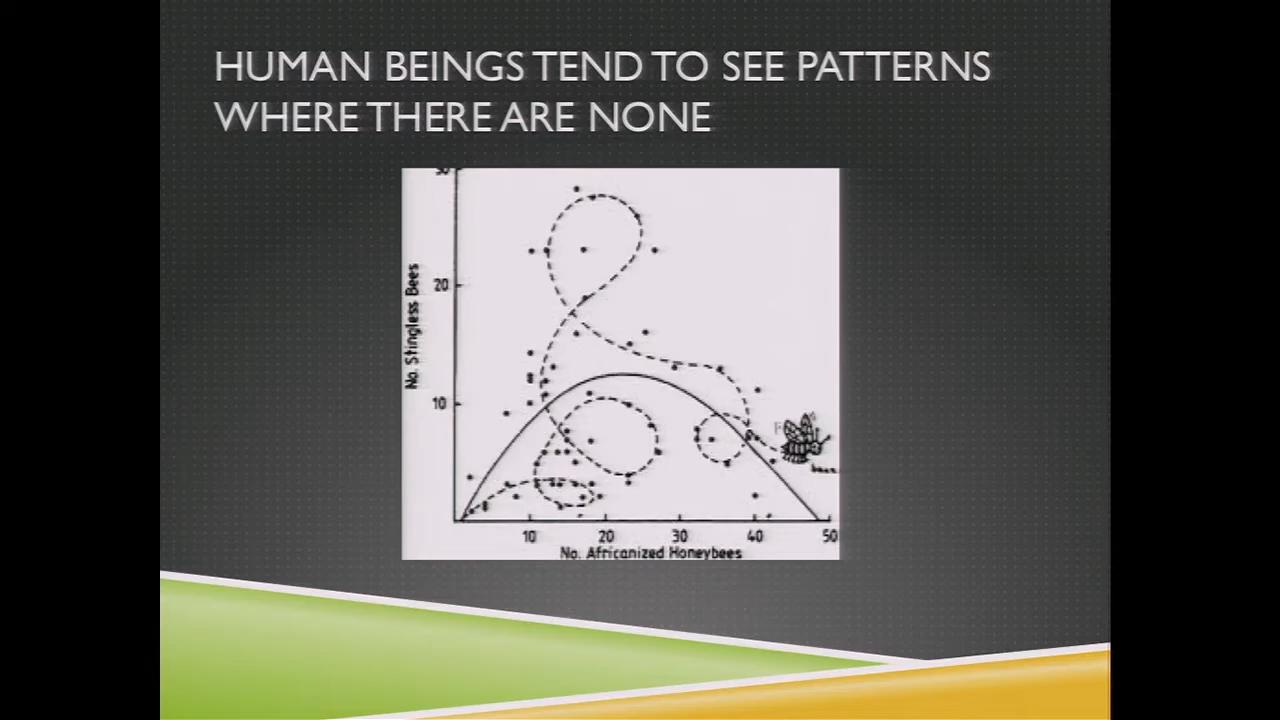 HUMAN BEINGS TEND TO SEE PATTERNS
WHERE THERE ARE NONE
30
20
10
No. Stingless Bees
10 20 30 40 50
No. Africanized Honeybees